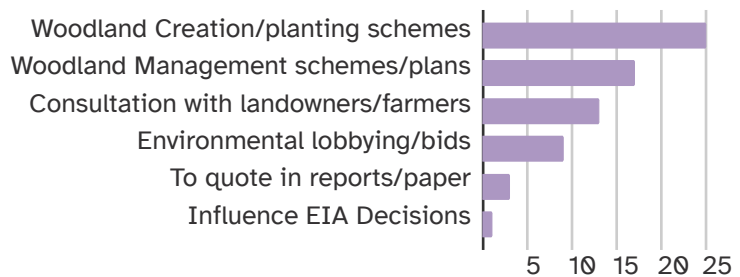 Woodland Creation/planting schemes
Woodland Management schemes/plans
Consultation with landowners/farmers
Environmental lobbying/bids
To quote in reports/paper
Influence EIA Decisions
5 10 15 20 25